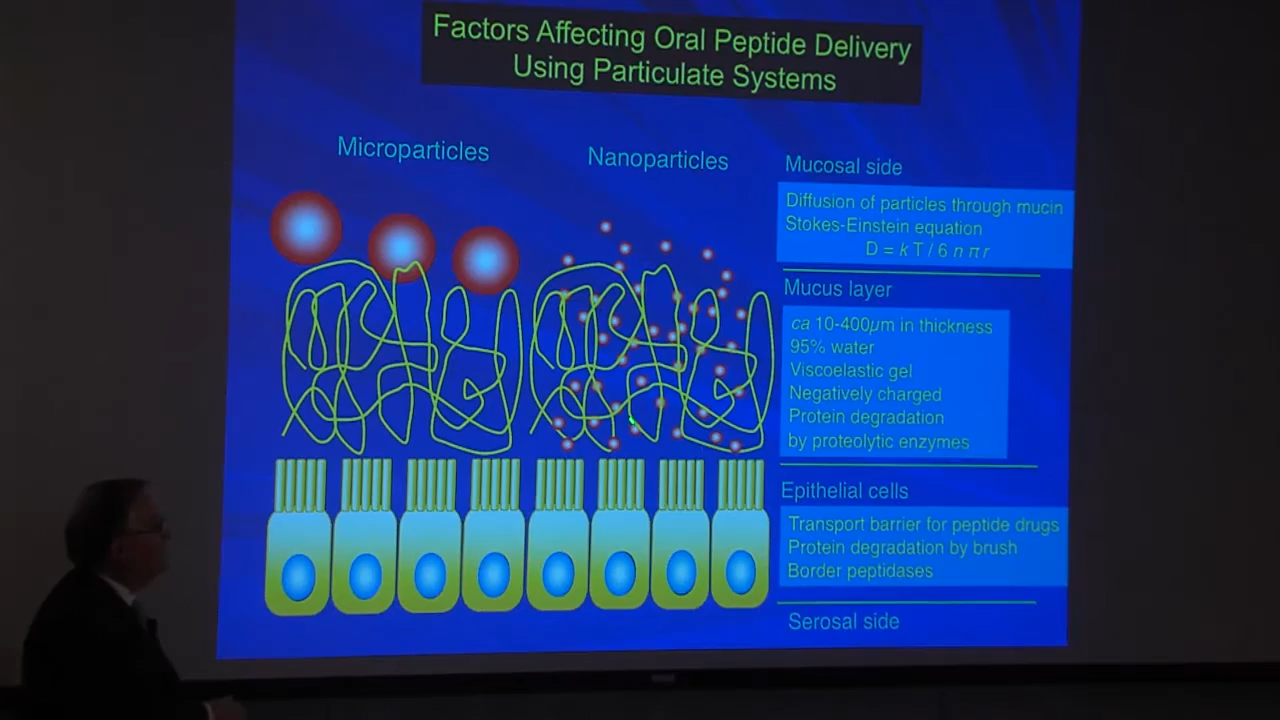 Factors Affecting Oral Peptide Delivery
Using Particulate Systems
Microparticles
Nanoparticles
Mucosal side
Diffusion of particles through mucin
Stokes-Einstein equation
D = k T / 6 n π r
Mucus layer
ca 10-400μm in thickness
95% water
Viscoelastic gel
Negatively charged
Protein degradation
by proteolytic enzymes
Epithelial cells
Transport barrier for peptide drugs
Protein degradation by brush
Border peptidases
Serosal side